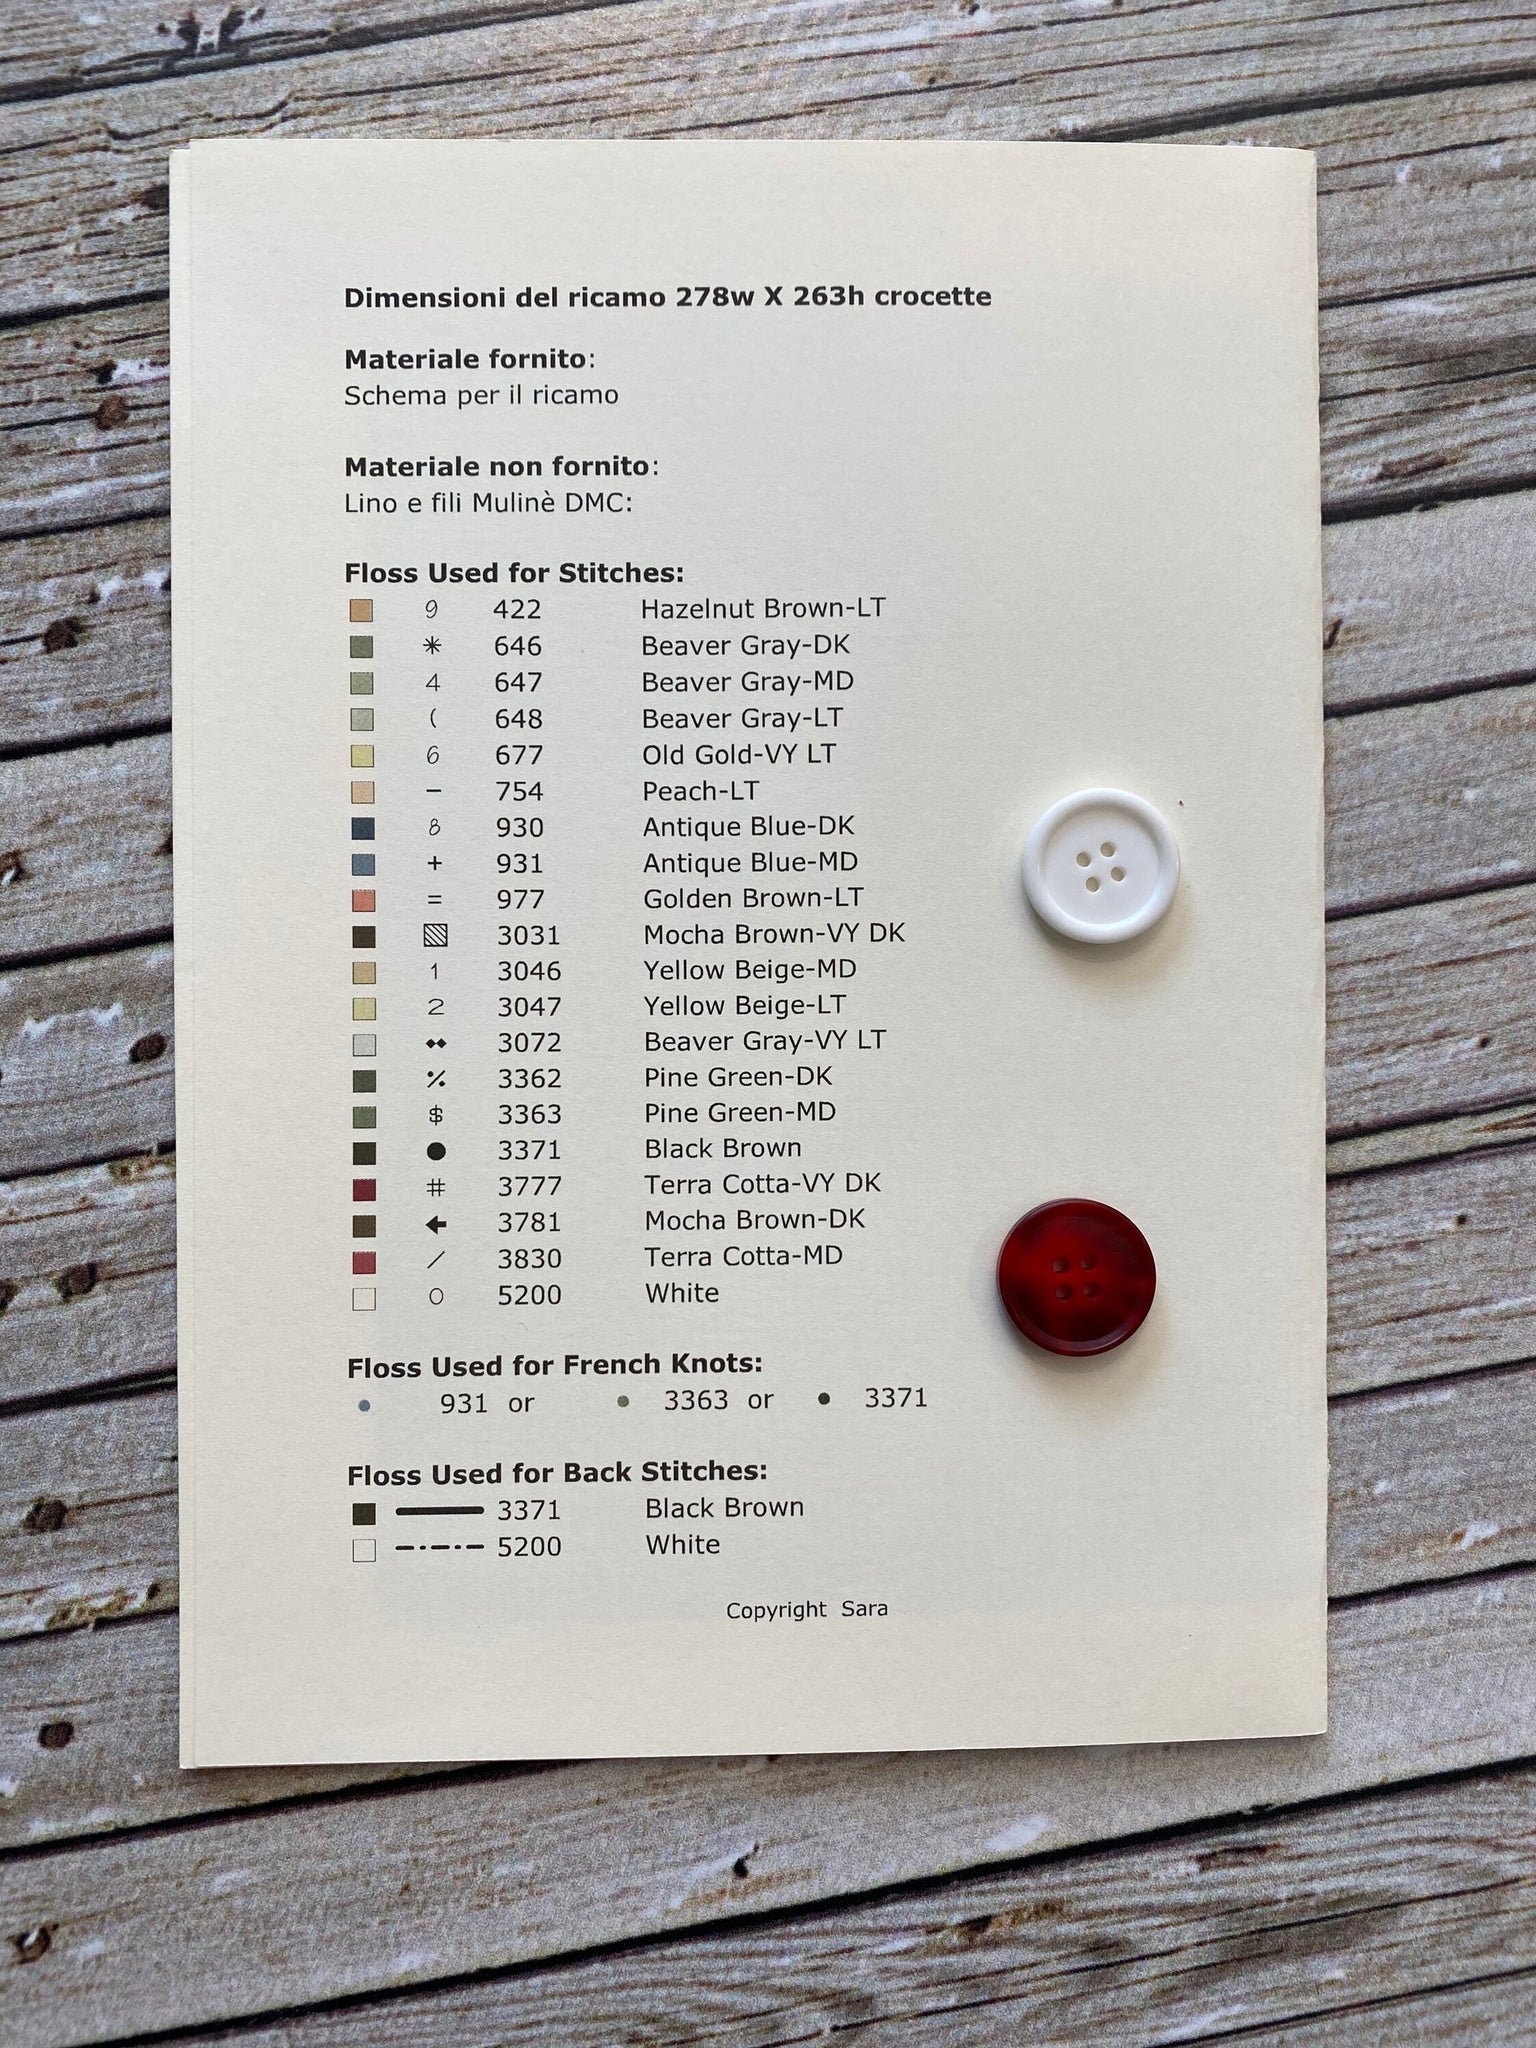 Dimensioni del ricamo 278w X 263h crocette
Materiale fornito:
Schema per il ricamo
Materiale non fornito:
Lino e fili Mulinè DMC:
Floss Used for Stitches:
9 422 Hazelnut Brown-LT
✳ 646 Beaver Gray-DK
4 647 Beaver Gray-MD
( 648 Beaver Gray-LT
6 677 Old Gold-VY LT
− 754 Peach-LT
8 930 Antique Blue-DK
+ 931 Antique Blue-MD
= 977 Golden Brown-LT
▧ 3031 Mocha Brown-VY DK
1 3046 Yellow Beige-MD
2 3047 Yellow Beige-LT
◆◆ 3072 Beaver Gray-VY LT
٪ 3362 Pine Green-DK
$ 3363 Pine Green-MD
● 3371 Black Brown
# 3777 Terra Cotta-VY DK
🡄 3781 Mocha Brown-DK
/ 3830 Terra Cotta-MD
O 5200 White
Floss Used for French Knots:
• 931 or • 3363 or • 3371
Floss Used for Back Stitches:
3371 Black Brown
5200 White
Copyright Sara